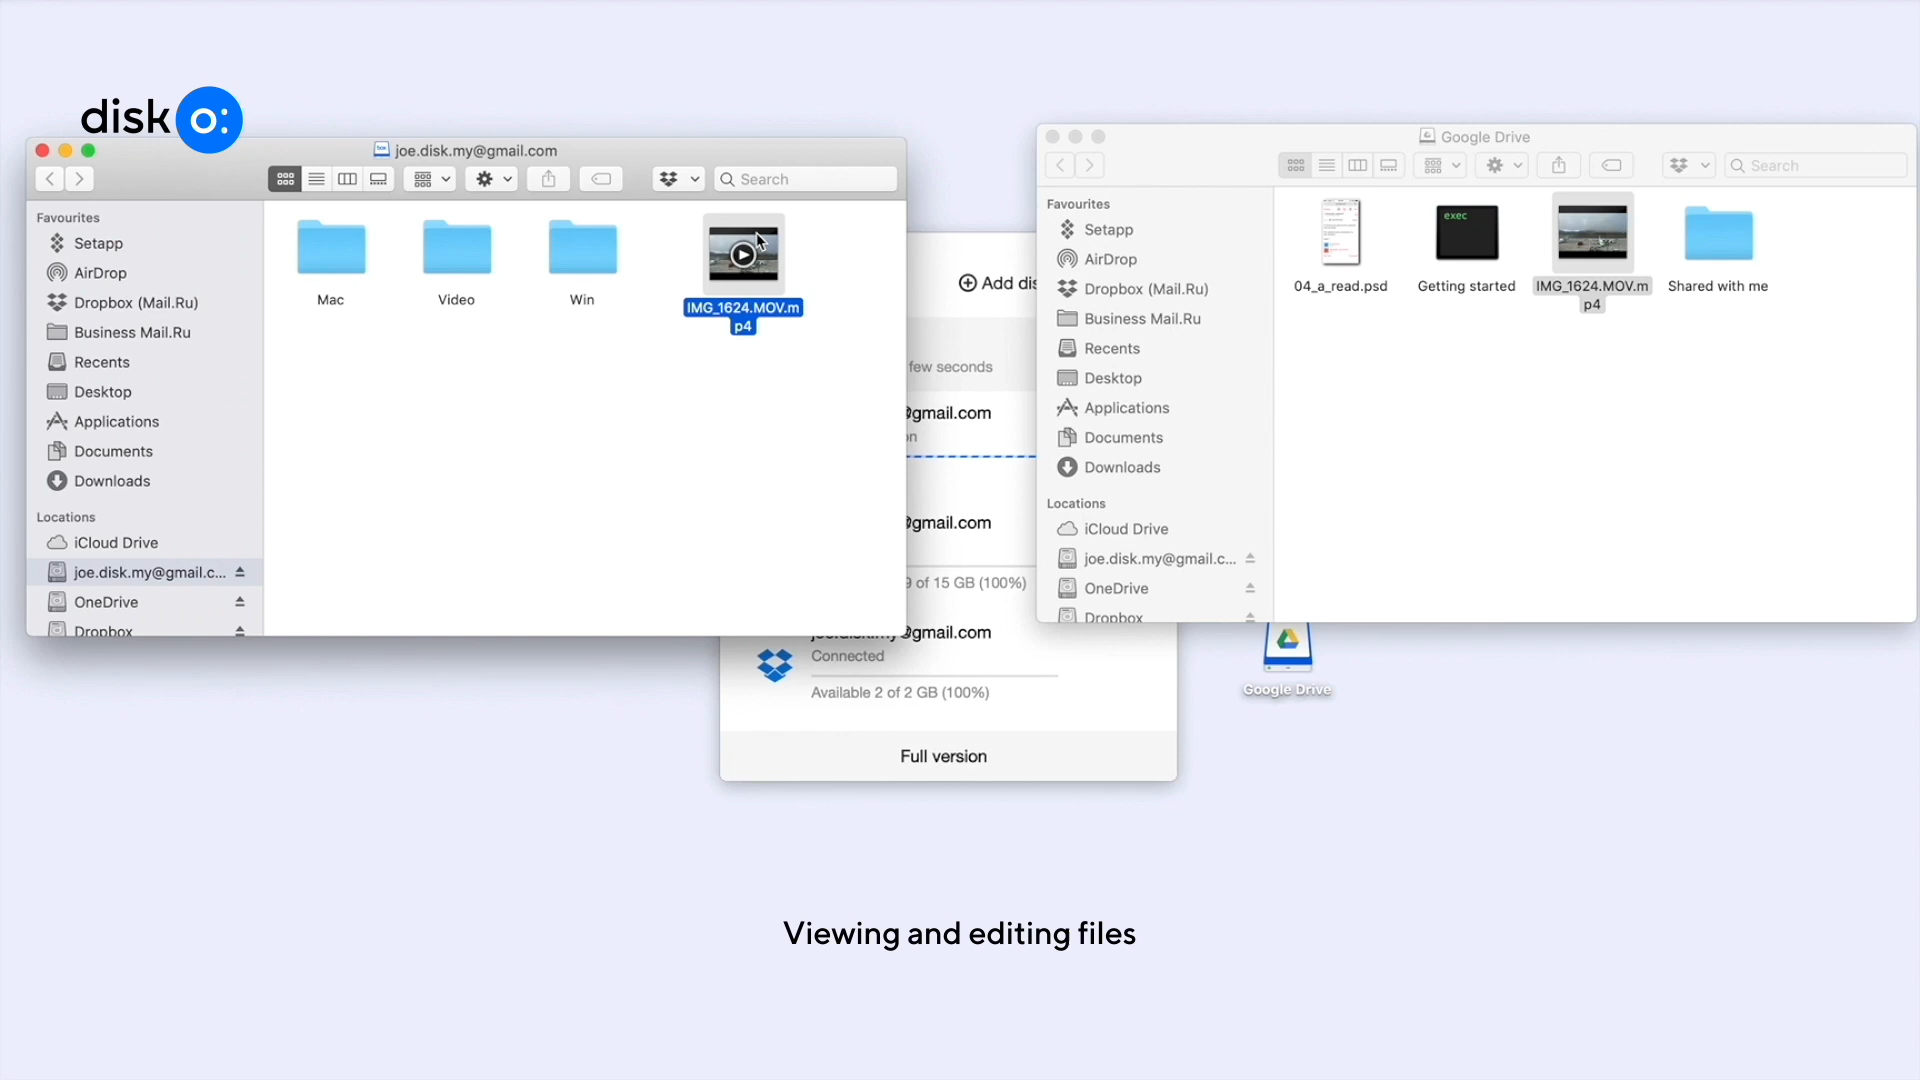 disk o:
joe.disk.my@gmail.com
Search
Favourites
Setapp
AirDrop
Dropbox (Mail.Ru)
Business Mail.Ru
Recents
Desktop
Applications
Documents
Downloads
Locations
iCloud Drive
joe.disk.my@gmail.c...
OneDrive
Dropbox
Mac
Video
Win
IMG_1624.MOV.m
p4
Add dis
few seconds
@gmail.com
on
@gmail.com
9 of 15 GB (100%)
joe.disk.my@gmail.com
Connected
Available 2 of 2 GB (100%)
Full version
Google Drive
Search
Favourites
Setapp
AirDrop
Dropbox (Mail.Ru)
Business Mail.Ru
Recents
Desktop
Applications
Documents
Downloads
Locations
iCloud Drive
joe.disk.my@gmail.c...
OneDrive
Dropbox
04_a_read.psd
exec
Getting started
IMG_1624.MOV.m
p4
Shared with me
Google Drive
Viewing and editing files